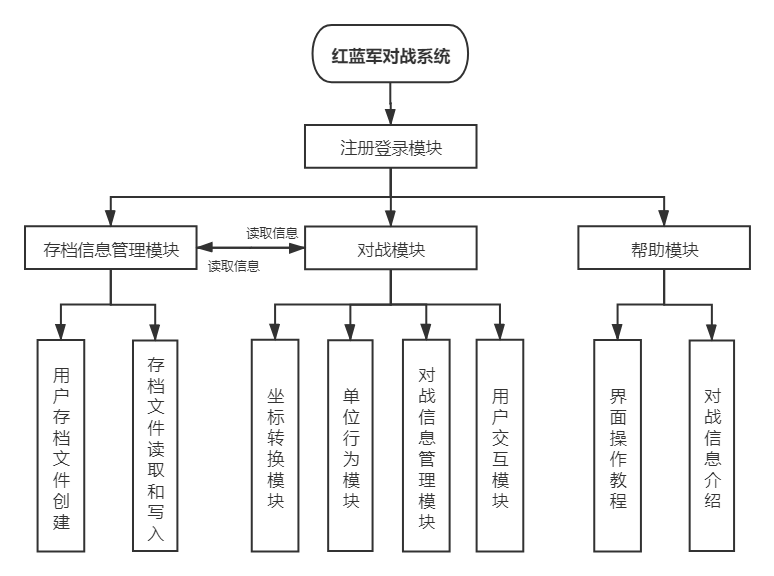 红蓝军对战系统
注册登录模块
存档信息管理模块
读取信息
读取信息
对战模块
帮助模块
用户存档文件创建
存档文件读取和写入
坐标转换模块
单位行为模块
对战信息管理模块
用户交互模块
界面操作教程
对战信息介绍